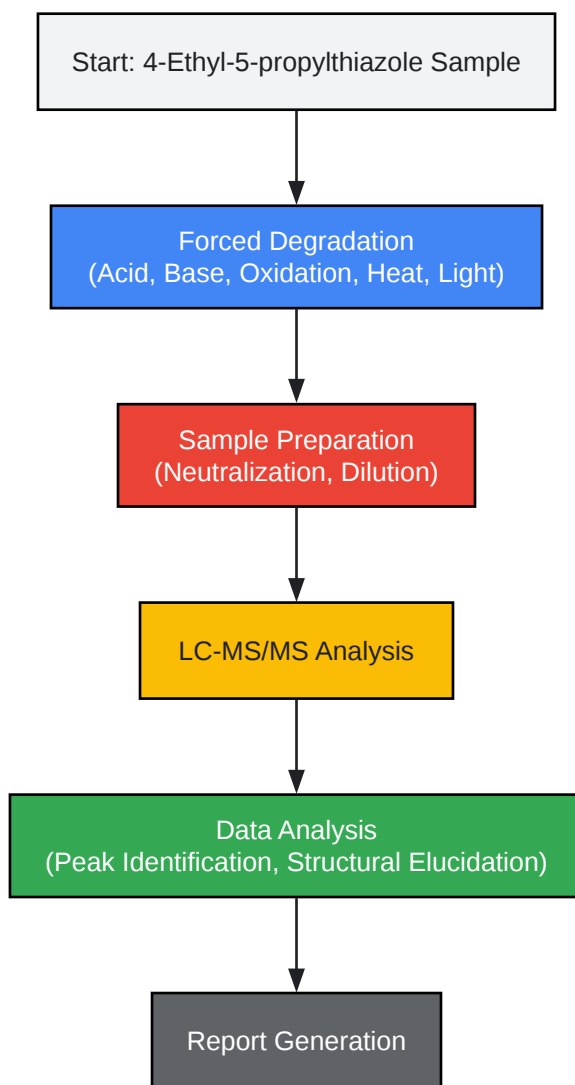 Start: 4-Ethyl-5-propylthiazole Sample
Forced Degradation
(Acid, Base, Oxidation, Heat, Light)
Sample Preparation
(Neutralization, Dilution)
LC-MS/MS Analysis
Data Analysis
(Peak Identification, Structural Elucidation)
Report Generation